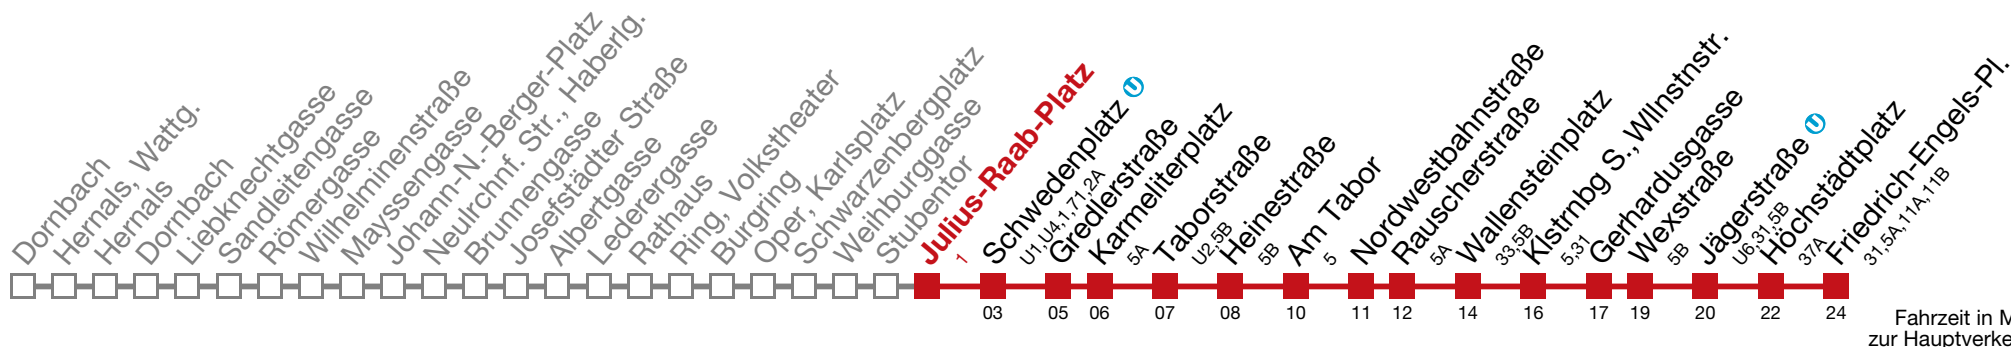 Dornbach
Hernals, Wattg.
Hernals
Dornbach
Liebknechtgasse
Sandleitengasse
Römergasse
Wilhelminenstraße
Mayssengasse
Johann-N.-Berger-Platz
Neulrchnf. Str., Haberlg.
Brunnengasse
Josefstädter Straße
Albertgasse
Lederergasse
Rathaus
Ring, Volkstheater
Burgring
Oper, Karlsplatz
Schwarzenbergplatz
Weihburggasse
Stubentor
Julius-Raab-Platz
1
Schwedenplatz U
U1,U4,1,71,2A
Gredlerstraße
Karmeliterplatz
5A
Taborstraße
U2,5B
Heinestraße
5B
Am Tabor
5
Nordwestbahnstraße
Rauscherstraße
5A
Wallensteinplatz
33,5B
Klstrnbg S., Wllnstnstr.
5,31
Gerhardusgasse
Wexstraße
5B
Jägerstraße U
U6,31,5B
Höchstädtplatz
37A
Friedrich-Engels-Pl.
31,5A,11A,11B
03 05 06 07 08 10 11 12 14 16 17 19 20 22 24
Fahrzeit in M
zur Hauptverke